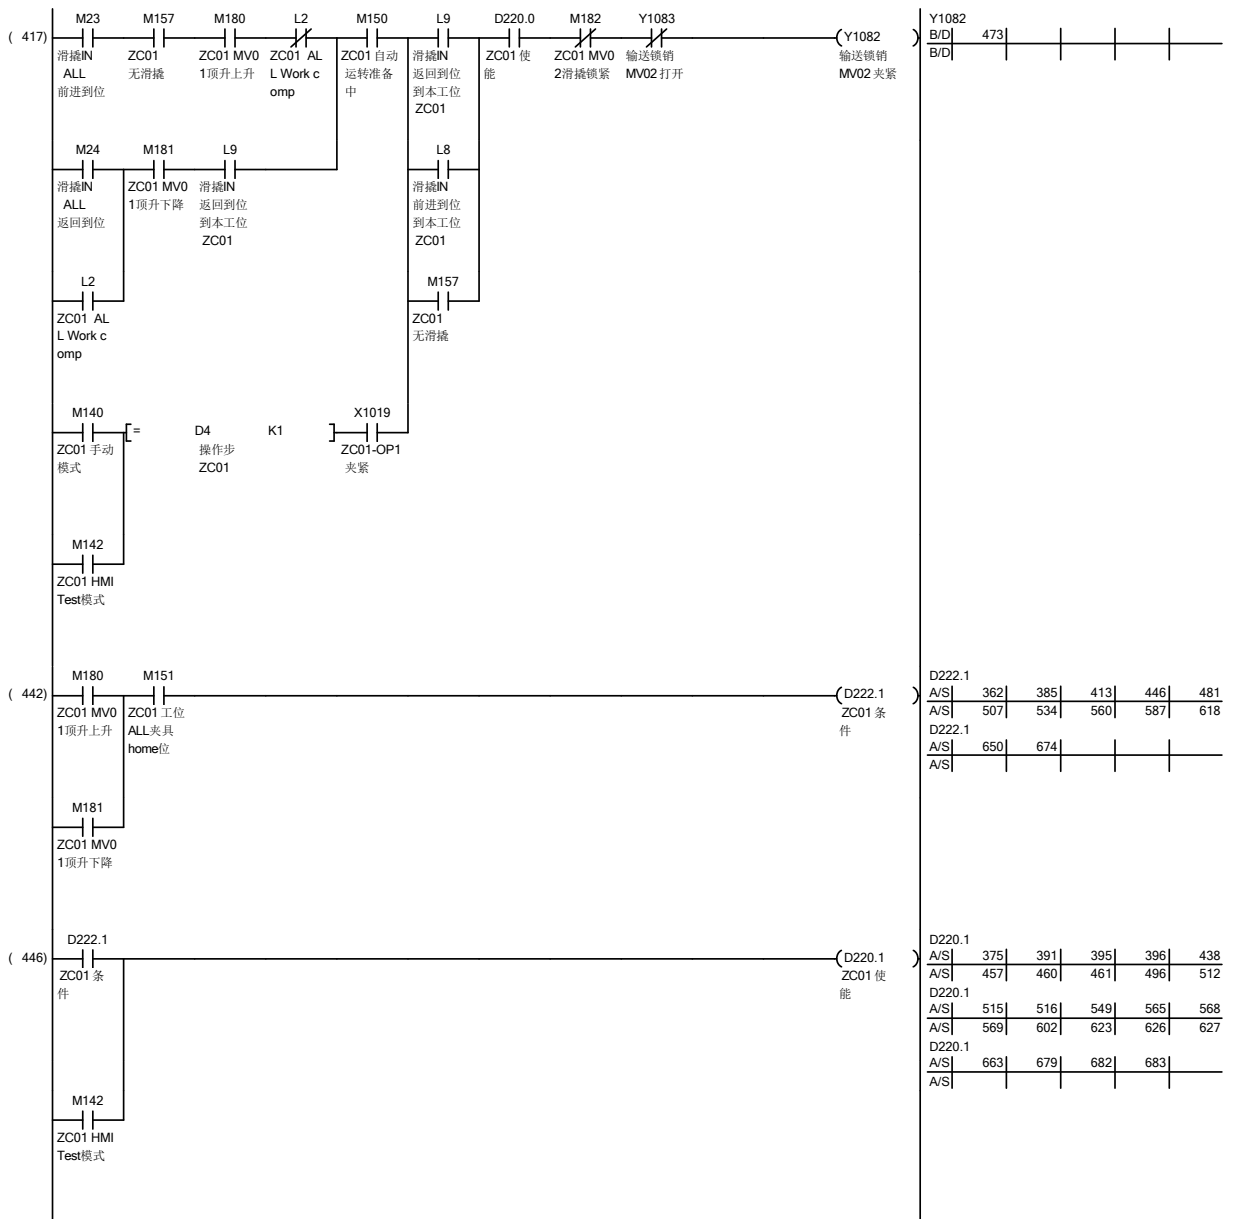 M23 M157 M180 L2 M150 L9 D220.0 M182 Y1083
( 417) (Y1082 )
滑撬IN ZC01 ZC01 MV0 ZC01 AL ZC01 自动 滑撬IN ZC01 使 ZC01 MV0 输送锁销 输送锁销
ALL 无滑撬 1顶升上升 L Work c 运转准备 返回到位 能 2滑撬锁紧 MV02 打开 MV02 夹紧
前进到位 omp 中 到本工位
ZC01
M24 M181 L9 L8
滑撬IN ZC01 MV0 滑撬IN 滑撬IN
ALL 1顶升下降 返回到位 前进到位
返回到位 到本工位 到本工位
ZC01 ZC01
L2 M157
ZC01 AL ZC01
L Work c 无滑撬
omp
M140 X1019
[= D4 K1 ]
ZC01 手动 操作步 ZC01-OP1
模式 ZC01 夹紧
M142
ZC01 HMI
Test模式
Y1082
B/D 473
B/D
M180 M151
( 442) (D222.1 )
ZC01 MV0 ZC01 工位 ZC01 条
1顶升上升 ALL夹具 件
home位
M181
ZC01 MV0
1顶升下降
D222.1
A/S 362 385 413 446 481
A/S 507 534 560 587 618
D222.1
A/S 650 674
A/S
D222.1
( 446) (D220.1 )
ZC01 条 ZC01 使
件 能
M142
ZC01 HMI
Test模式
D220.1
A/S 375 391 395 396 438
A/S 457 460 461 496 512
D220.1
A/S 515 516 549 565 568
A/S 569 602 623 626 627
D220.1
A/S 663 679 682 683
A/S